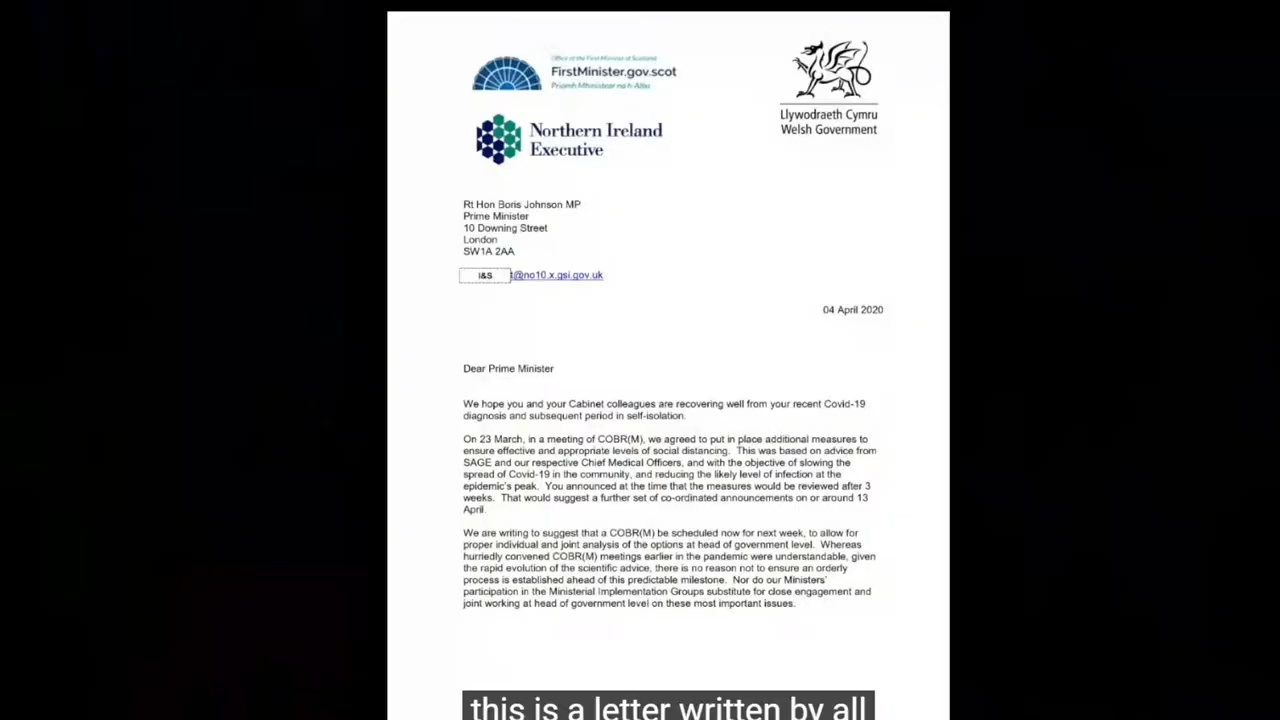 Office of the First Minister of Scotland
FirstMinister.gov.scot
Prìomh Mhinistear na h-Alba
Northern Ireland
Executive
Llywodraeth Cymru
Welsh Government
Rt Hon Boris Johnson MP
Prime Minister
10 Downing Street
London
SW1A 2AA
I&S t@no10.x.gsi.gov.uk
04 April 2020
Dear Prime Minister
We hope you and your Cabinet colleagues are recovering well from your recent Covid-19
diagnosis and subsequent period in self-isolation.
On 23 March, in a meeting of COBR(M), we agreed to put in place additional measures to
ensure effective and appropriate levels of social distancing. This was based on advice from
SAGE and our respective Chief Medical Officers, and with the objective of slowing the
spread of Covid-19 in the community, and reducing the likely level of infection at the
epidemic's peak. You announced at the time that the measures would be reviewed after 3
weeks. That would suggest a further set of co-ordinated announcements on or around 13
April.
We are writing to suggest that a COBR(M) be scheduled now for next week, to allow for
proper individual and joint analysis of the options at head of government level. Whereas
hurriedly convened COBR(M) meetings earlier in the pandemic were understandable, given
the rapid evolution of the scientific advice, there is no reason not to ensure an orderly
process is established ahead of this predictable milestone. Nor do our Ministers'
participation in the Ministerial Implementation Groups substitute for close engagement and
joint working at head of government level on these most important issues.
this is a letter written by all